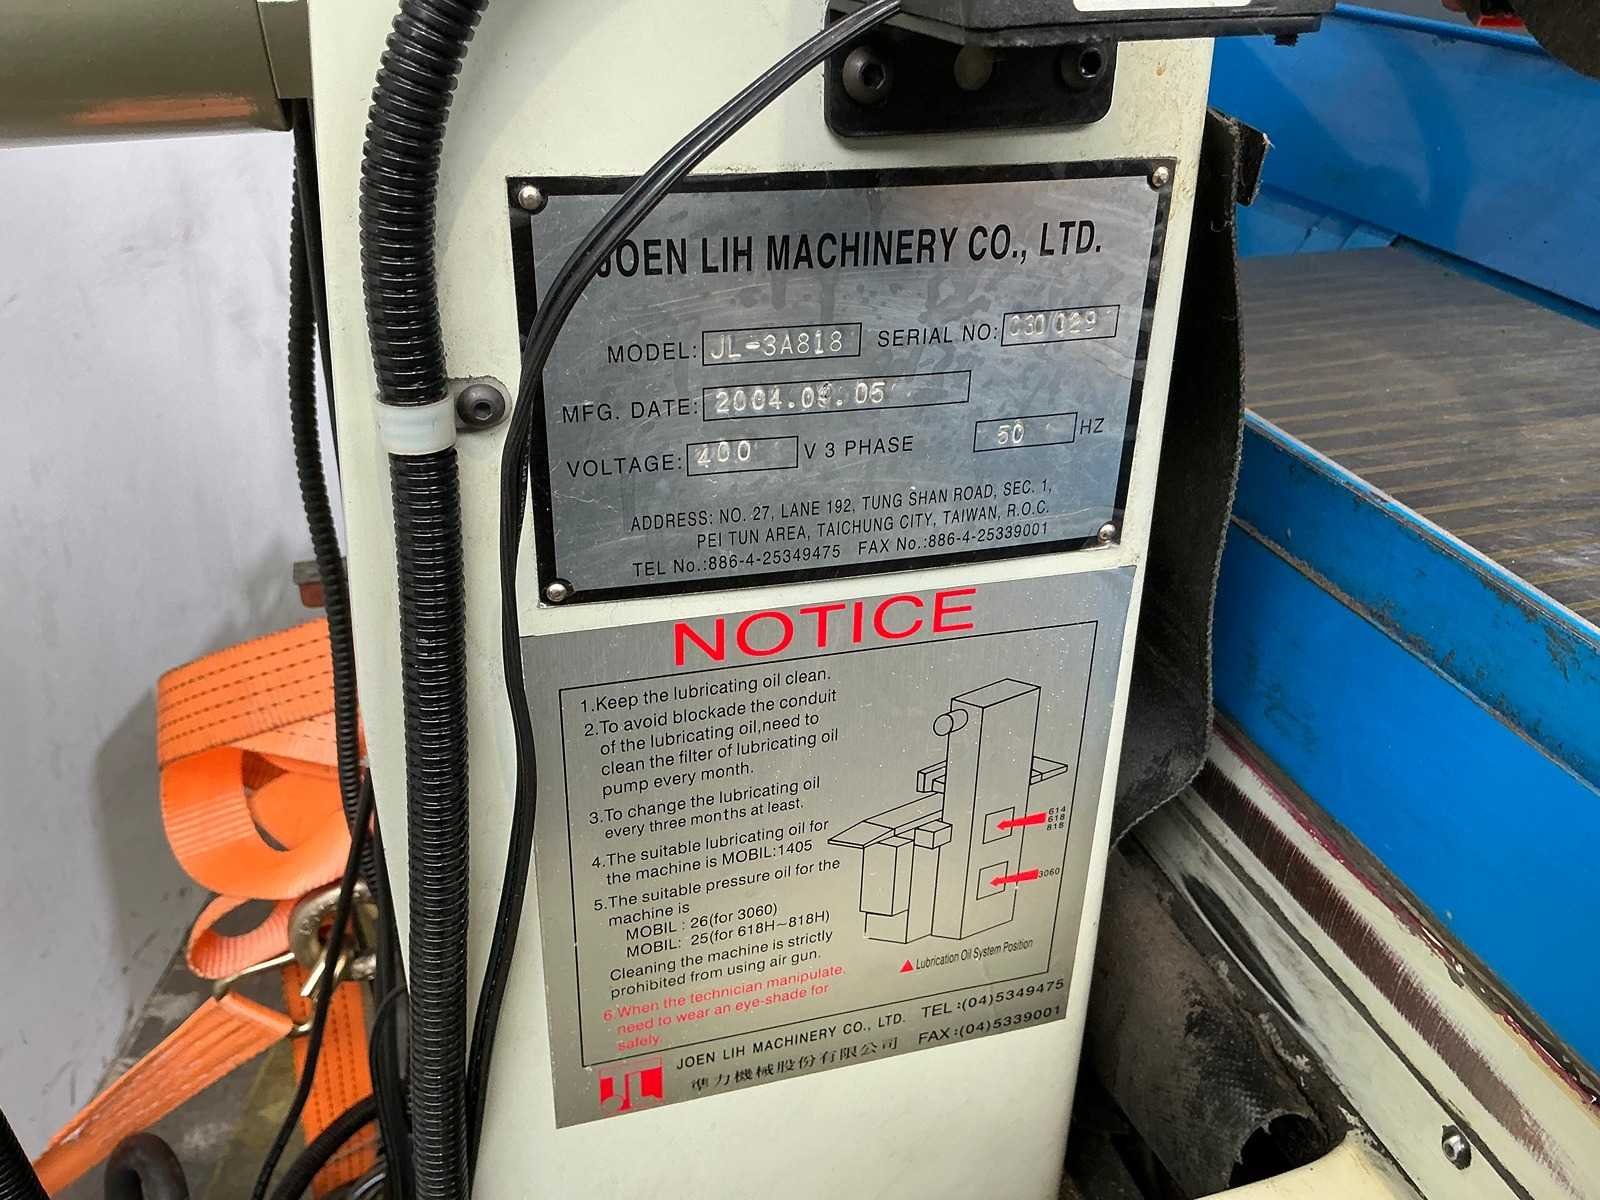 JOEN LIH MACHINERY CO., LTD.
MODEL: JL-3A818 SERIAL NO: C30029
MFG. DATE: 2004.09.05
VOLTAGE: 400 V 3 PHASE 50 HZ
ADDRESS: NO. 27, LANE 192, TUNG SHAN ROAD, SEC. 1,
PEI TUN AREA, TAICHUNG CITY, TAIWAN, R.O.C.
TEL No.:886-4-25349475 FAX No.:886-4-25339001
NOTICE
1.Keep the lubricating oil clean.
2.To avoid blockade the conduit
of the lubricating oil,need to
clean the filter of lubricating oil
pump every month.
3.To change the lubricating oil
every three months at least.
4.The suitable lubricating oil for
the machine is MOBIL:1405
5.The suitable pressure oil for the
machine is
MOBIL : 26(for 3060)
MOBIL: 25(for 618H~818H)
Cleaning the machine is strictly
prohibited from using air gun.
6.When the technician manipulate.
need to wear an eye-shade for
safely.
614
618
818
3060
▲Lubrication Oil System Position
JL
JOEN LIH MACHINERY CO., LTD. TEL:(04)5349475
準力機械股份有限公司 FAX:(04)5339001